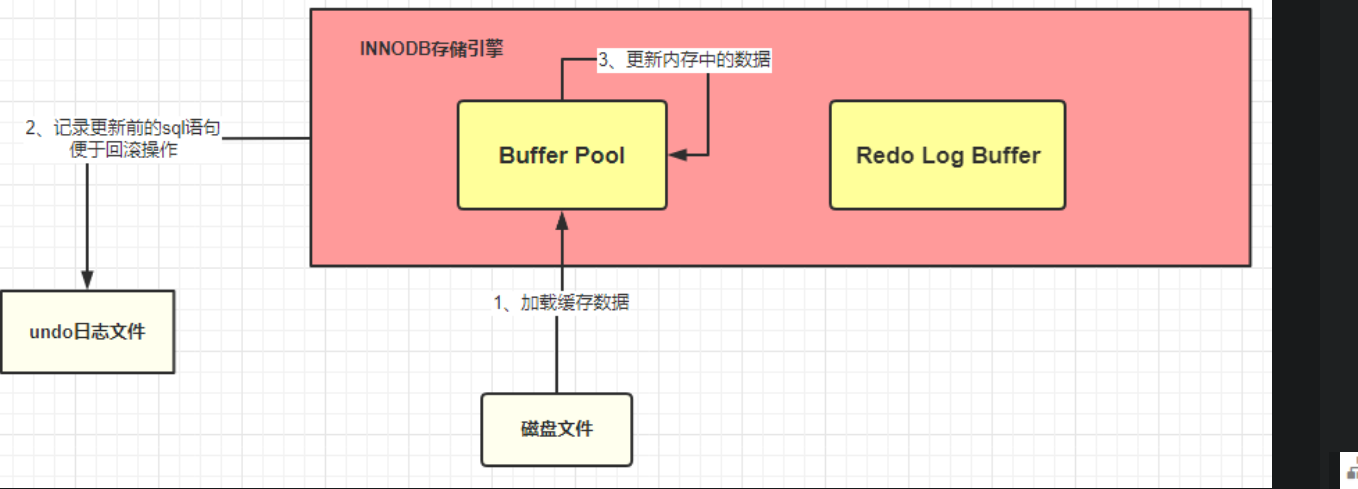 INNODB存储引擎
3、更新内存中的数据
2、记录更新前的sql语句
便于回滚操作
Buffer Pool
Redo Log Buffer
1、加载缓存数据
undo日志文件
磁盘文件